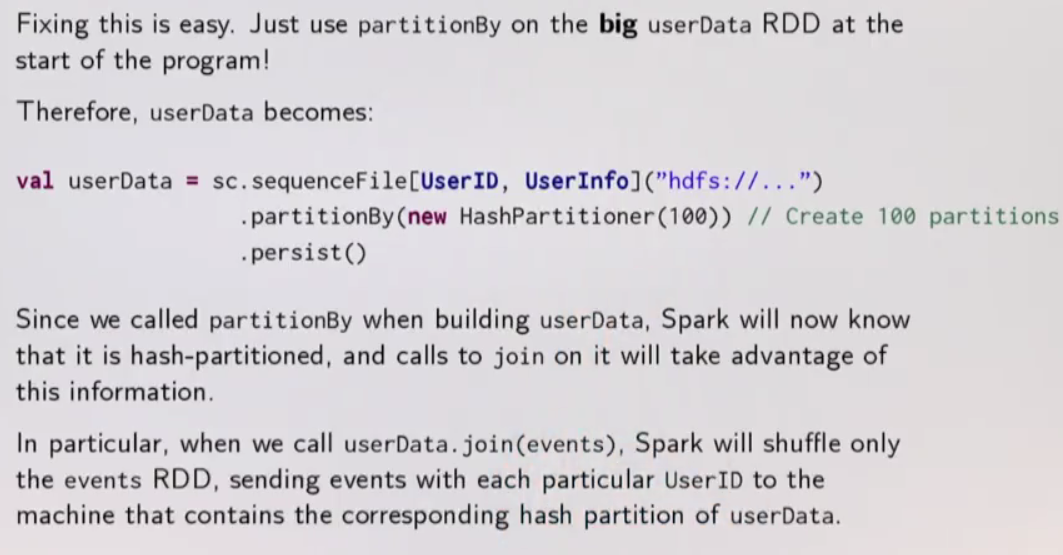 Fixing this is easy. Just use partitionBy on the big userData RDD at the
start of the program!
Therefore, userData becomes:
val userData = sc.sequenceFile[UserID, UserInfo]("hdfs://...")
.partitionBy(new HashPartitioner(100)) // Create 100 partitions
.persist()
Since we called partitionBy when building userData, Spark will now know
that it is hash-partitioned, and calls to join on it will take advantage of
this information.
In particular, when we call userData.join(events), Spark will shuffle only
the events RDD, sending events with each particular UserID to the
machine that contains the corresponding hash partition of userData.